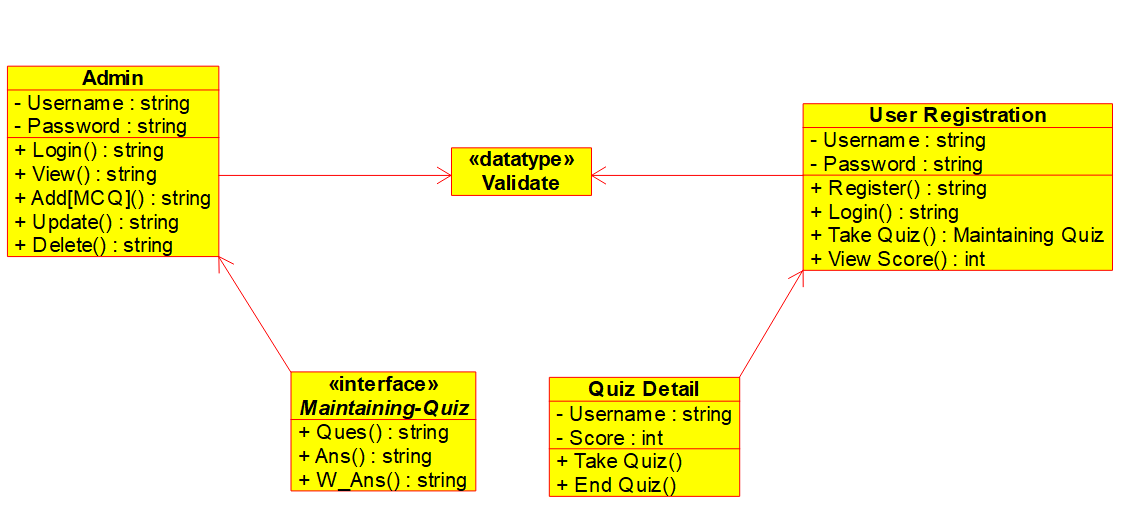 Admin
- Username : string
- Password : string
+ Login() : string
+ View() : string
+ Add[MCQ]() : string
+ Update() : string
+ Delete() : string
«datatype»
Validate
User Registration
- Username : string
- Password : string
+ Register() : string
+ Login() : string
+ Take Quiz() : Maintaining Quiz
+ View Score() : int
«interface»
Maintaining-Quiz
+ Ques() : string
+ Ans() : string
+ W_Ans() : string
Quiz Detail
- Username : string
- Score : int
+ Take Quiz()
+ End Quiz()